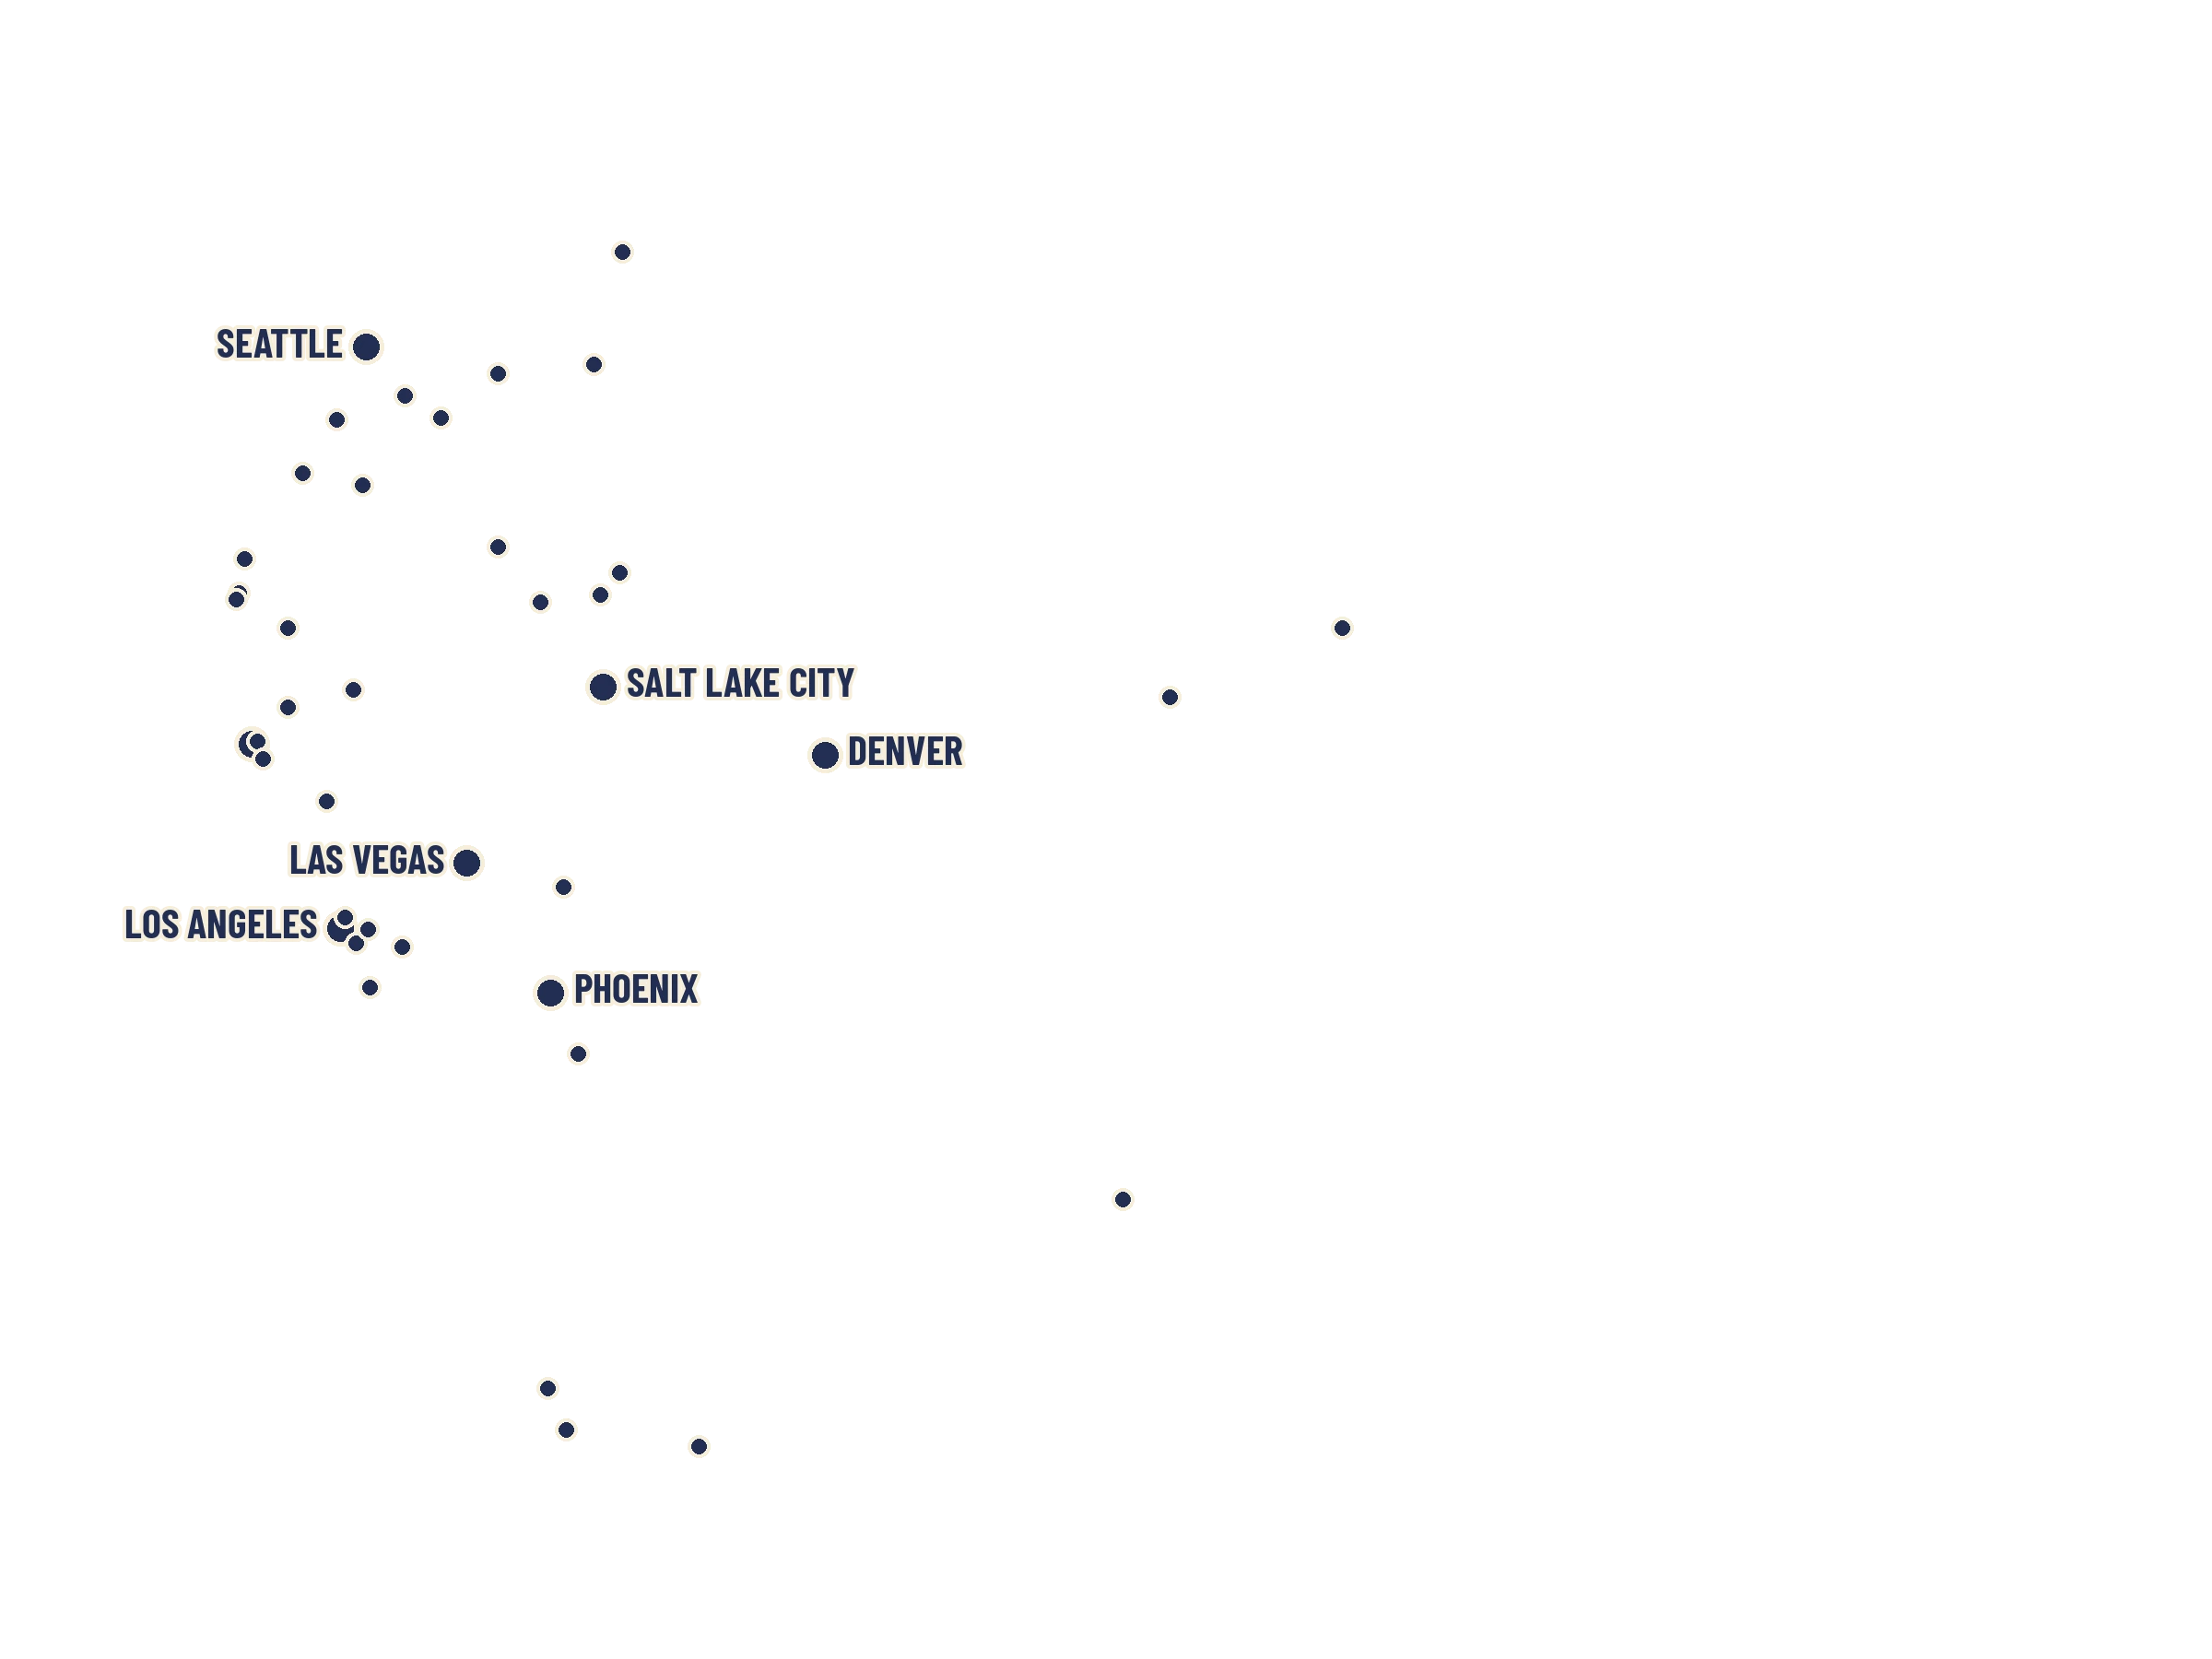 SEATTLE
SALT LAKE CITY
DENVER
LAS VEGAS
LOS ANGELES
PHOENIX